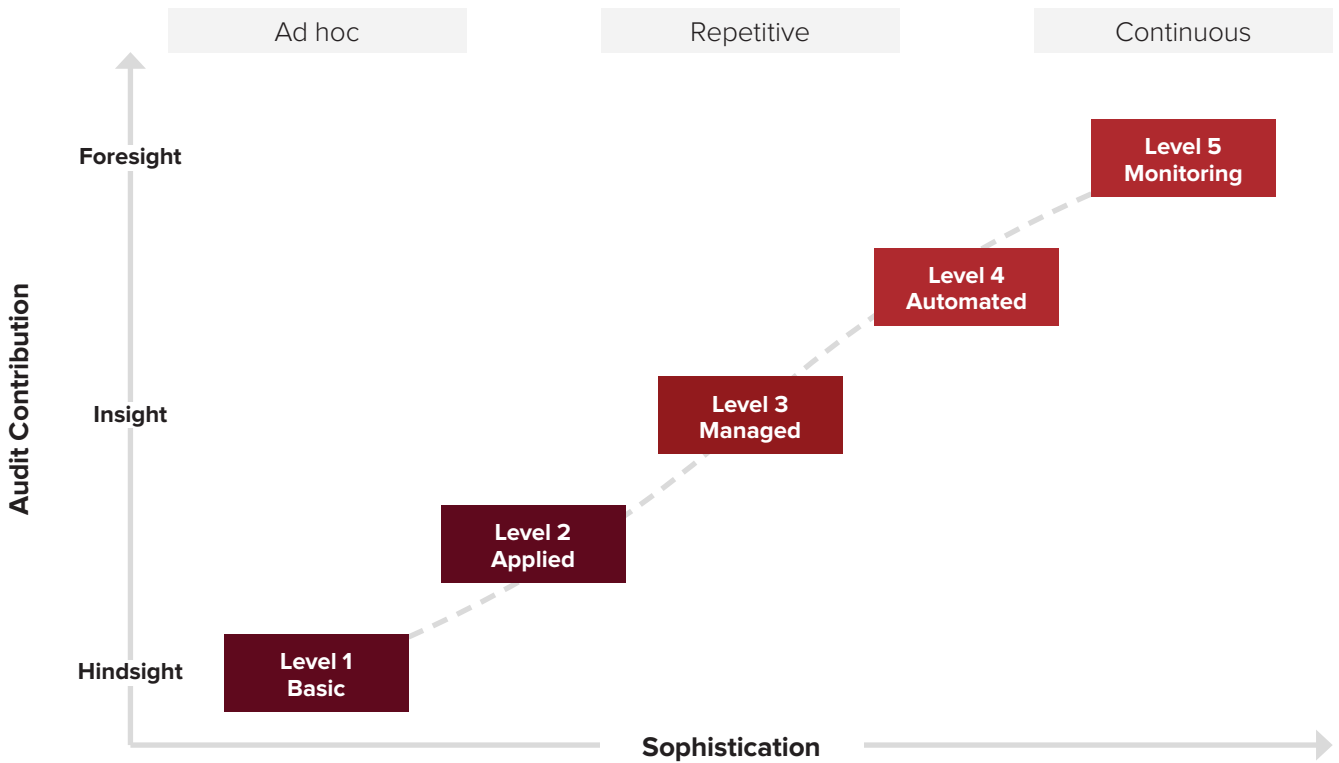 Ad hoc
Repetitive
Continuous
Foresight
Level 5
Monitoring
Level 4
Automated
Audit Contribution
Insight
Level 3
Managed
Level 2
Applied
Hindsight
Level 1
Basic
Sophistication